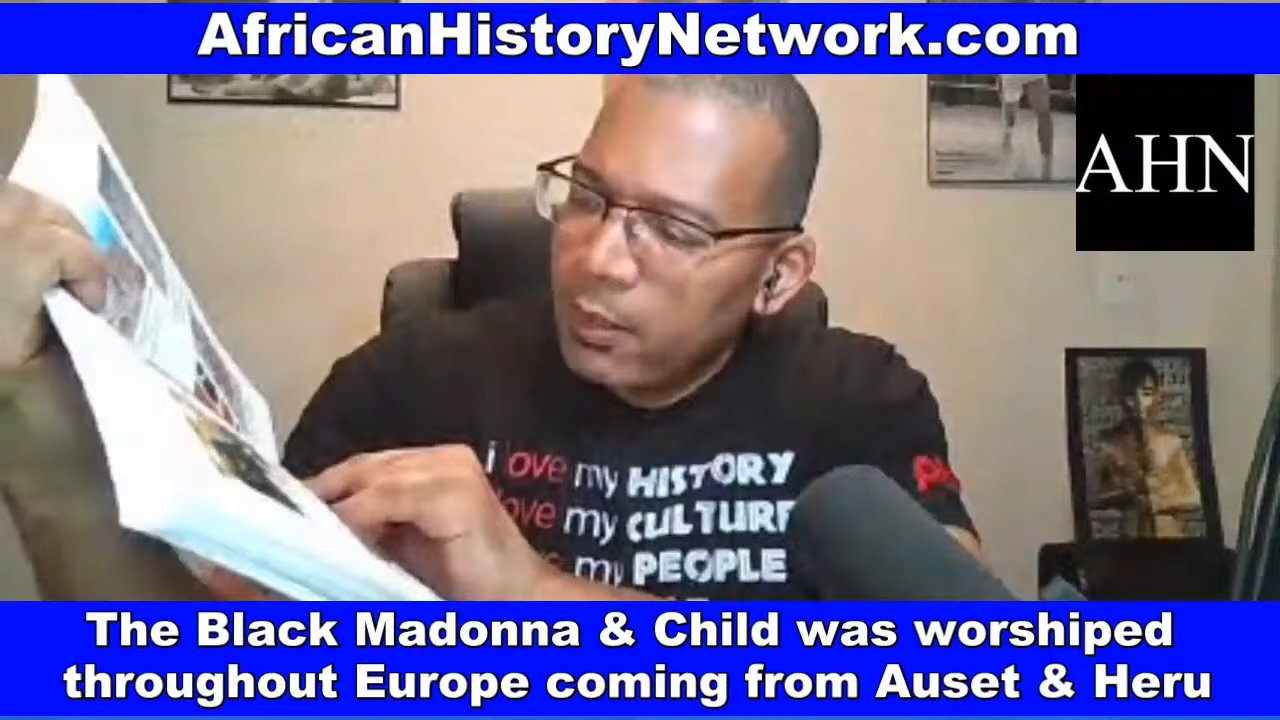 AfricanHistoryNetwork.com
AHN
i love my HISTORY
love my CULTURE
my PEOPLE
The Black Madonna & Child was worshiped
throughout Europe coming from Auset & Heru